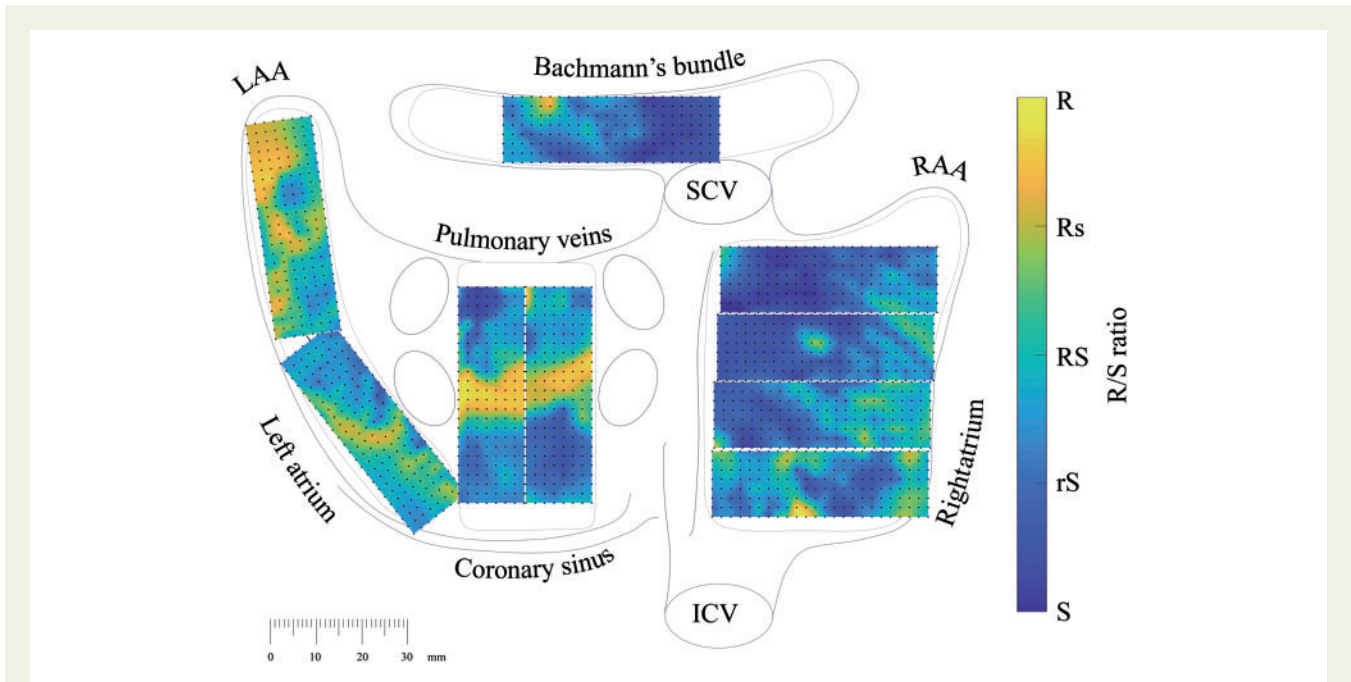 LAA
Bachmann's bundle
SCV
RAA
Pulmonary veins
Left atrium
Coronary sinus
ICV
Rightatrium
R
Rs
RS
rS
S
R/S ratio
0 10 20 30 mm